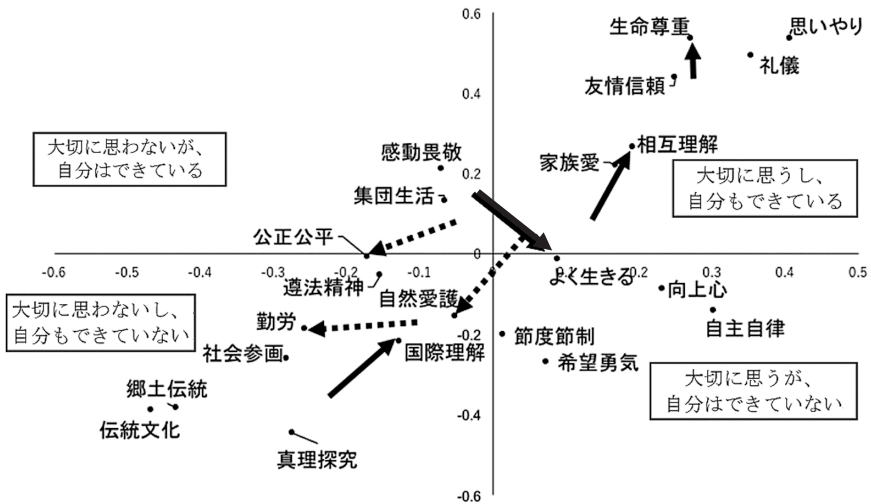 0.6
生命尊重
思いやり
礼儀
友情信頼
0.4
大切に思わないが、
自分はできている
感動畏敬
0.2
集団生活
家族愛
相互理解
大切に思うし、
自分もできている
公正公平
0
-0.6
-0.5
-0.4
-0.3
-0.2
-0.1
0.1
0.2
0.3
0.4
0.5
遵法精神
自然愛護
よく生きる
向上心
自主自律
大切に思わないし、
自分もできていない
勤労
-0.2
社会参画
国際理解
節度節制
希望勇気
大切に思うが、
自分はできていない
郷土伝統
伝統文化
-0.4
真理探究
-0.6